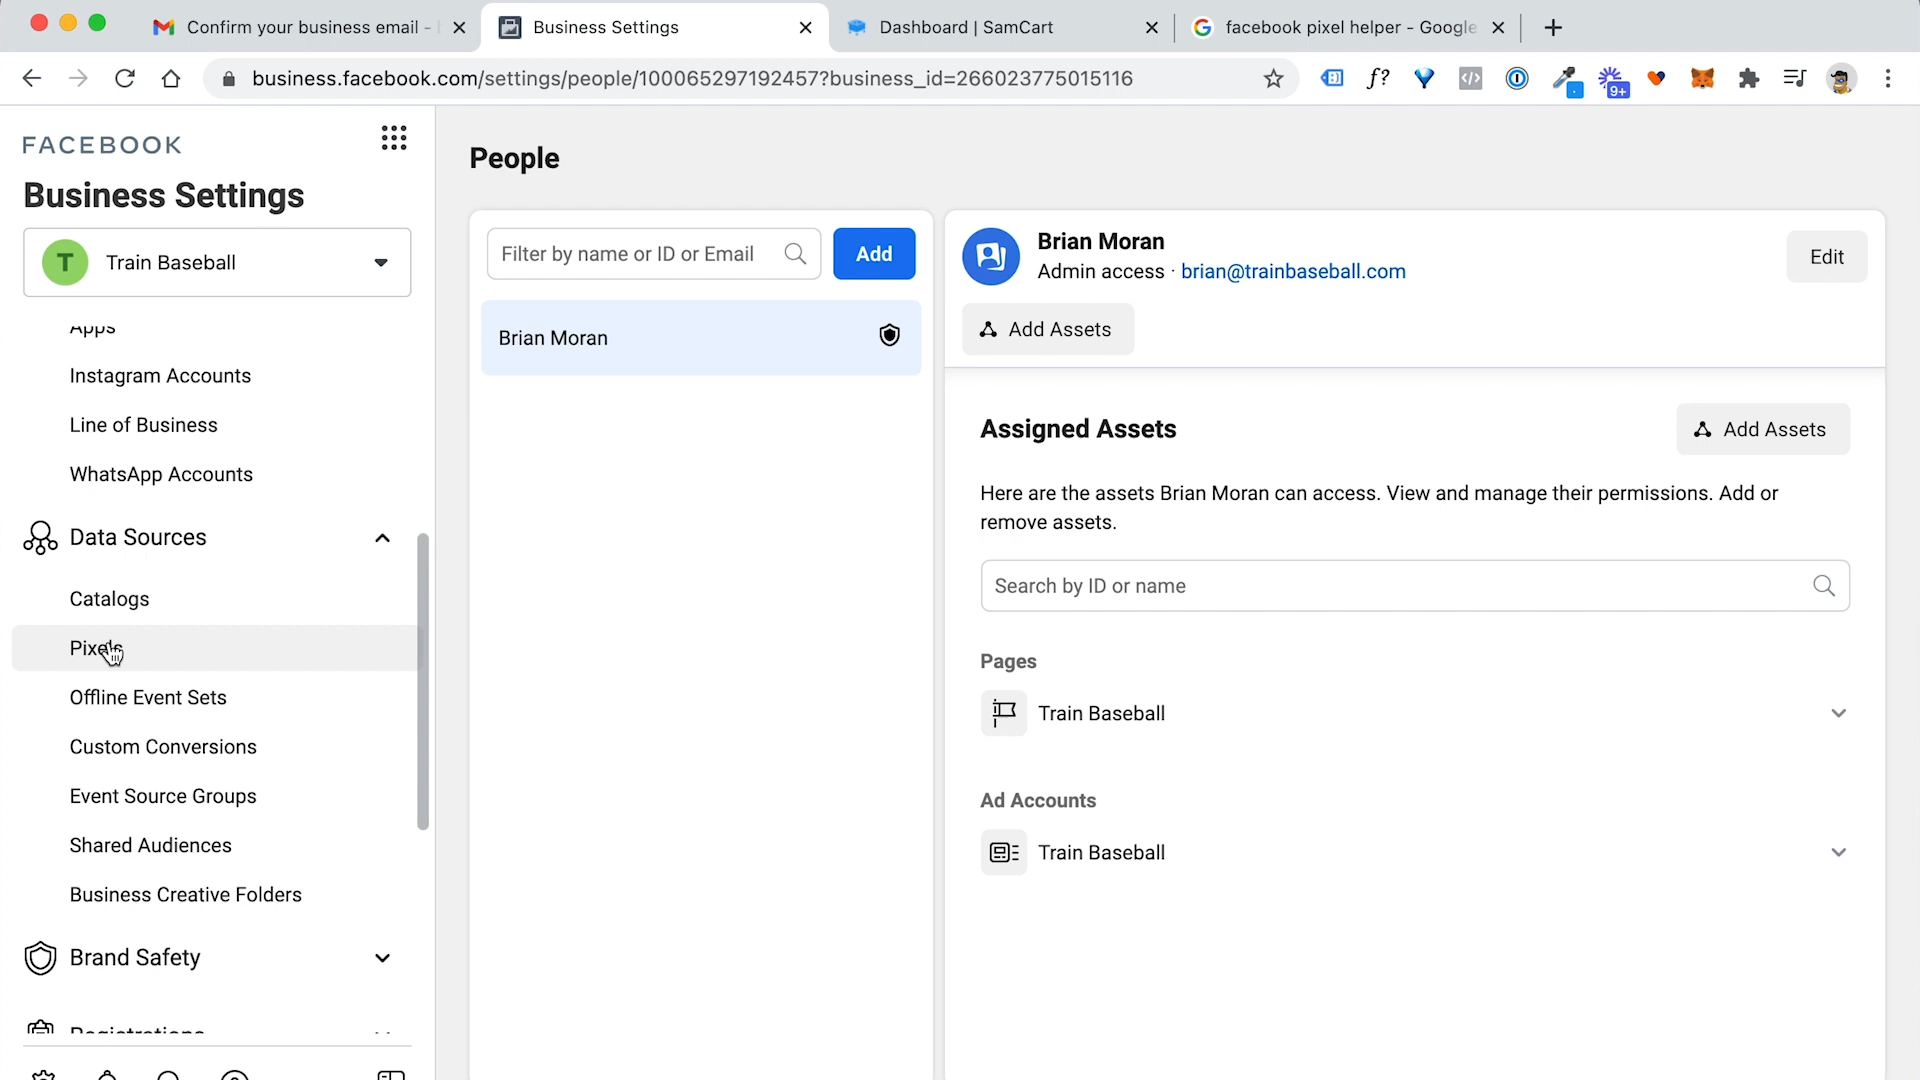 Confirm your business email -
Business Settings
Dashboard | SamCart
facebook pixel helper - Google
business.facebook.com/settings/people/100065297192457?business_id=266023775015116
f?
9+
FACEBOOK
Business Settings
T
Train Baseball
Apps
Instagram Accounts
Line of Business
WhatsApp Accounts
Data Sources
Catalogs
Pixels
Offline Event Sets
Custom Conversions
Event Source Groups
Shared Audiences
Business Creative Folders
Brand Safety
Registrations
People
Filter by name or ID or Email
Add
Brian Moran
Brian Moran
Admin access · brian@trainbaseball.com
Edit
Add Assets
Assigned Assets
Add Assets
Here are the assets Brian Moran can access. View and manage their permissions. Add or
remove assets.
Search by ID or name
Pages
Train Baseball
Ad Accounts
Train Baseball